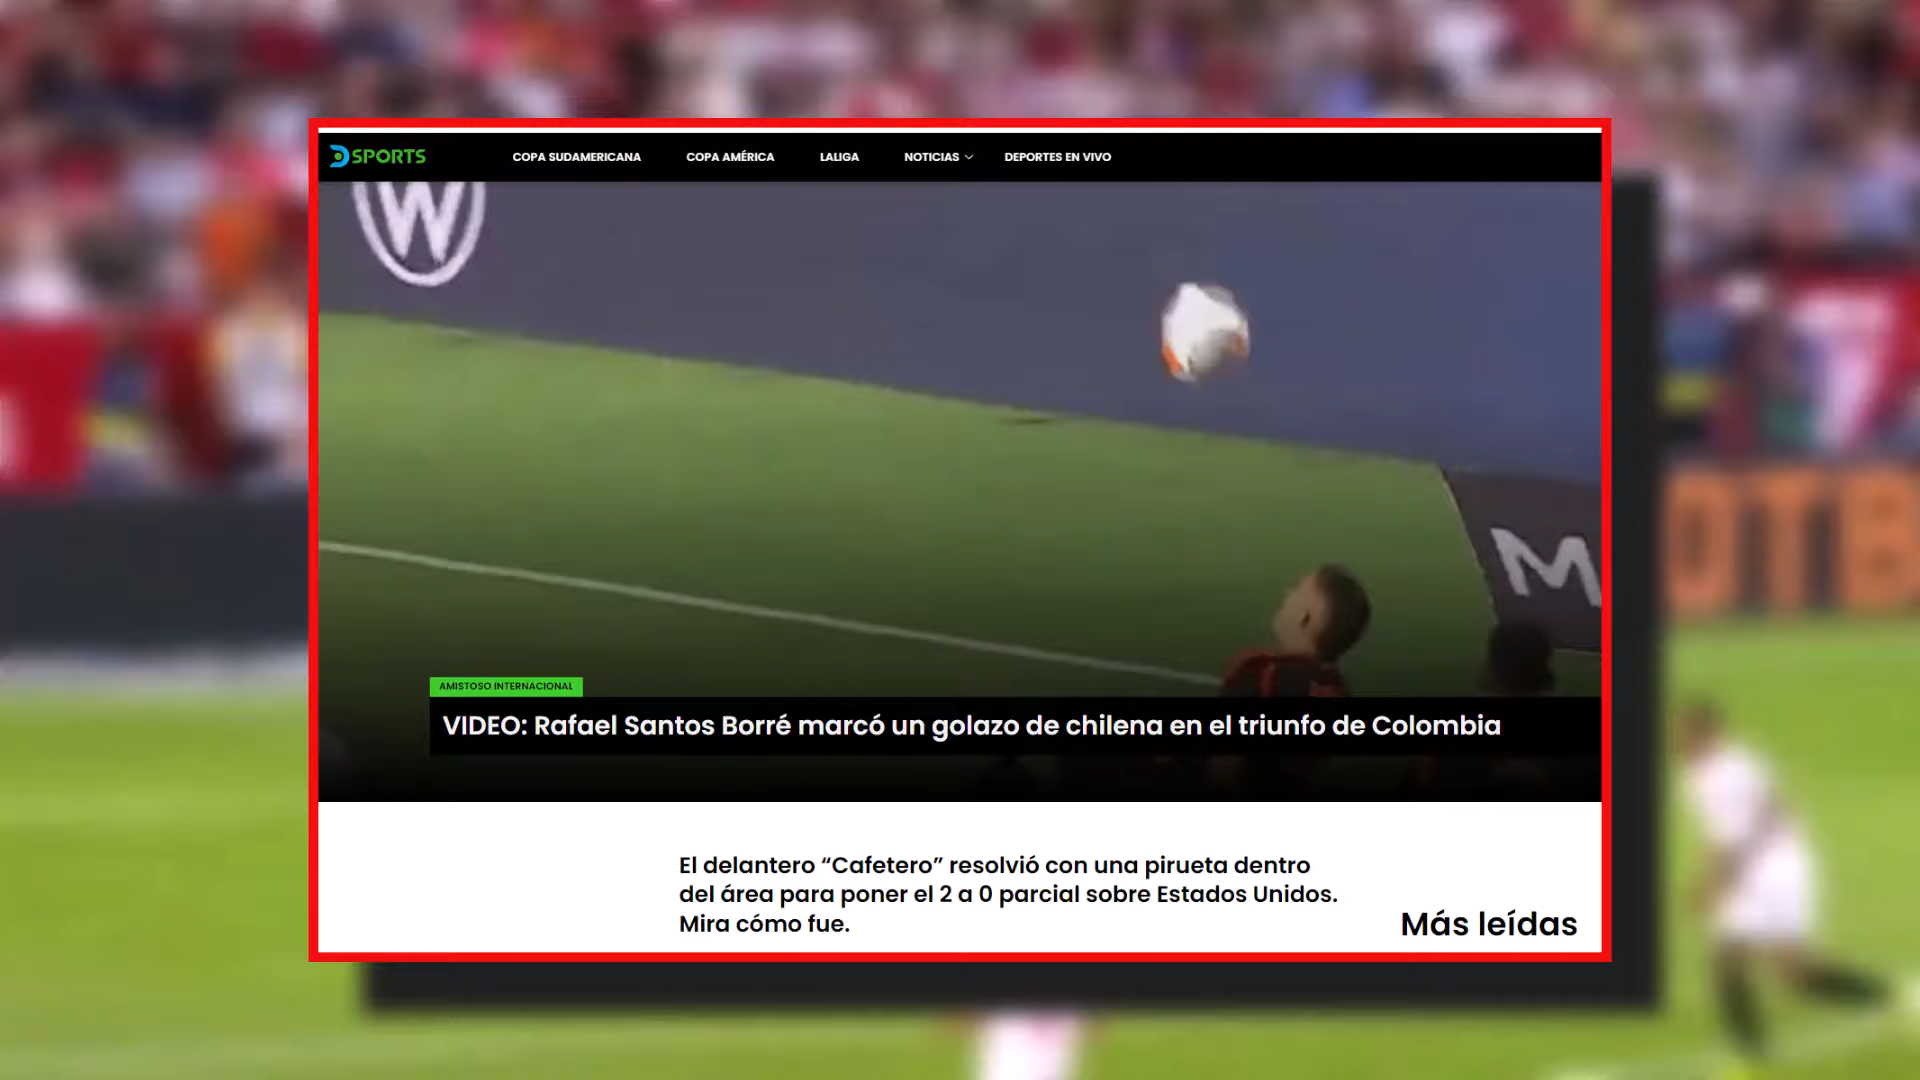 DSPORTS
COPA SUDAMERICANA
COPA AMÉRICA
LALIGA
NOTICIAS
DEPORTES EN VIVO
W
M
OTB
AMISTOSO INTERNACIONAL
VIDEO: Rafael Santos Borré marcó un golazo de chilena en el triunfo de Colombia
El delantero “Cafetero” resolvió con una pirueta dentro
del área para poner el 2 a 0 parcial sobre Estados Unidos.
Mira cómo fue.
Más leídas